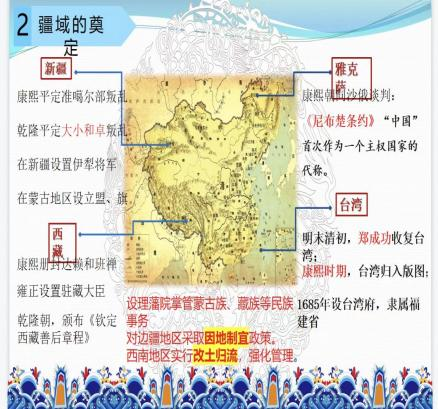 2
疆域的奠
定
新疆
康熙平定准噶尔部叛乱
乾隆平定大小和卓叛乱
在新疆设置伊犁将军
在蒙古地区设立盟、旗
西
藏
康熙册封达赖和班禅
雍正设置驻藏大臣
乾隆朝，颁布《钦定
西藏善后章程》
雅克
萨
康熙朝和沙俄谈判：
《尼布楚条约》“中国”
首次作为一个主权国家的
代称。
台湾
明末清初，郑成功收复台
湾；
康熙时期，台湾归入版图；
1685年设台湾府，隶属福
建省
设理藩院掌管蒙古族、藏族等民族
事务
对边疆地区采取因地制宜政策。
西南地区实行改土归流，强化管理。